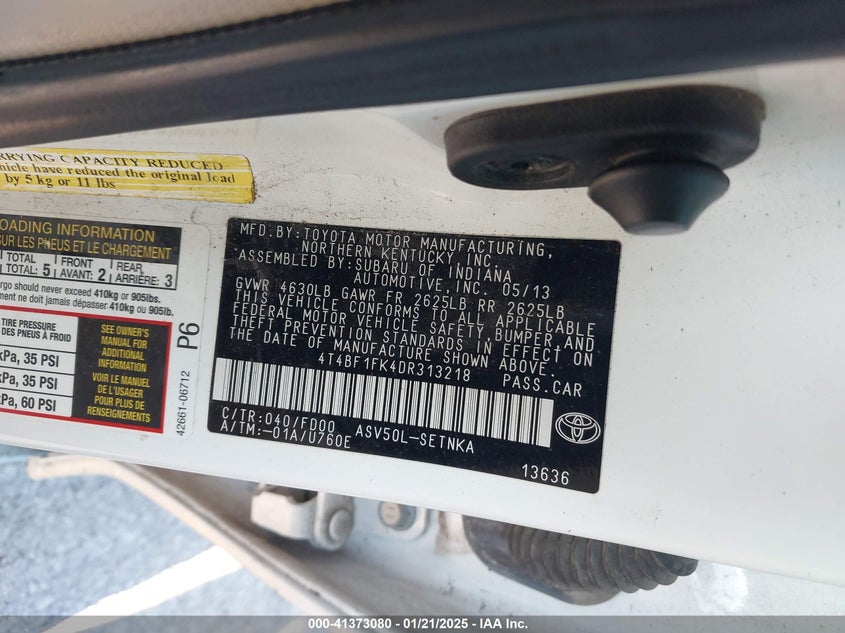 RRYING CAPACITY REDUCED
hicle have reduced the original load
by 5 kg or 11 lbs
OADING INFORMATION
SUR LES PNEUS ET LE CHARGEMENT
TOTAL: TOTAL: 5 FRONT AVANT: 2 REAR, ARRIÈRE: 3
rgo should never exceed 410kg or 905lbs.
nt ne doit jamais dépasser 410kg ou 905lb.
TIRE PRESSURE
DES PNEUS À FROID
kPa, 35 PSI
kPa, 35 PSI
kPa, 60 PSI
SEE OWNER'S
MANUAL FOR
ADDITIONAL
INFORMATION
VOIR LE MANUEL
DE L'USAGER
POUR PLUS DE
RENSEIGNEMENTS
42661-06712 P6
MFD.BY:TOYOTA MOTOR MANUFACTURING,
NORTHERN KENTUCKY INC.
ASSEMBLED BY:SUBARU OF INDIANA
AUTOMOTIVE,INC. 05/13
GVWR 4630LB GAWR FR 2625LB RR 2625LB
THIS VEHICLE CONFORMS TO ALL APPLICABLE
FEDERAL MOTOR VEHICLE SAFETY,BUMPER,AND
THEFT PREVENTION STANDARDS IN EFFECT ON
THE DATE OF MANUFACTURE SHOWN ABOVE.
4T4BF1FK4DR313218 PASS.CAR
C/TR:040/FD00 ASV50L-SETNKA
A/TM:-01A/U760E
13636
TOYOTA
000-41373080 - 01/21/2025 - IAA Inc.